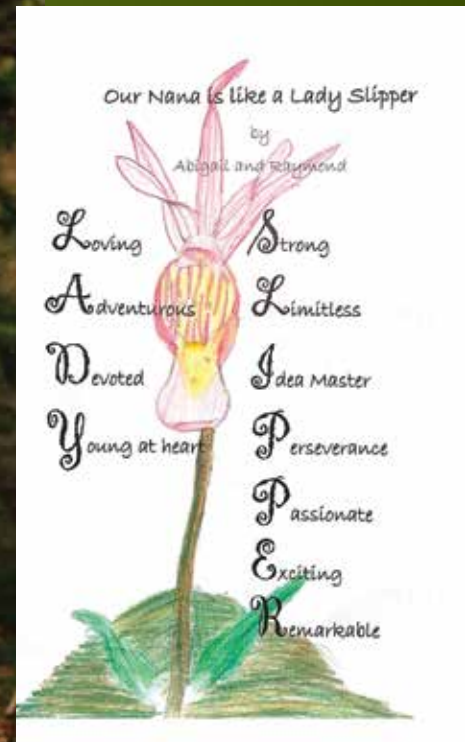 Our Nana is like a Lady Slipper
by
Abigail and Raymond
Loving
Adventurous
Devoted
Young at heart
Strong
Limitless
Idea Master
Perseverance
Passionate
Exciting
Remarkable